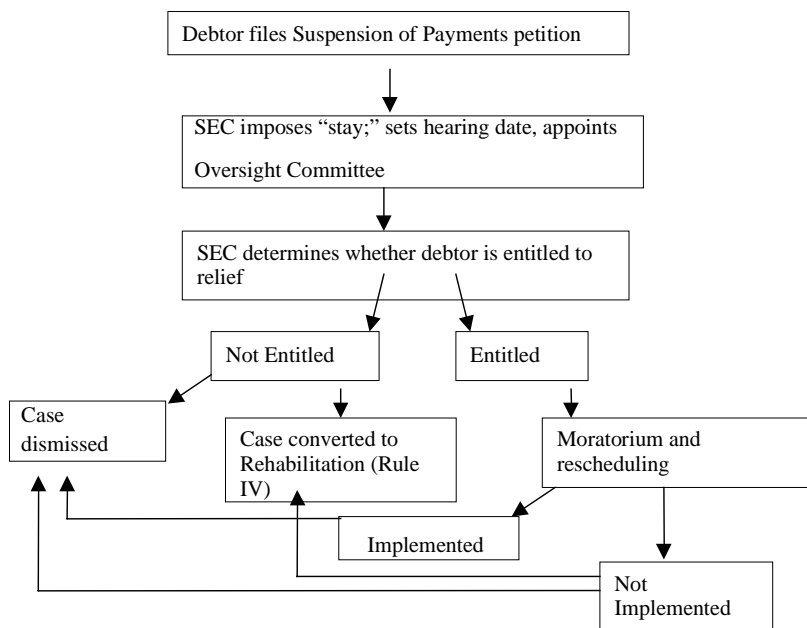 Debtor files Suspension of Payments petition
SEC imposes “stay;” sets hearing date, appoints
Oversight Committee
SEC determines whether debtor is entitled to
relief
Not Entitled
Entitled
Case
dismissed
Case converted to
Rehabilitation (Rule
IV)
Moratorium and
rescheduling
Implemented
Not
Implemented